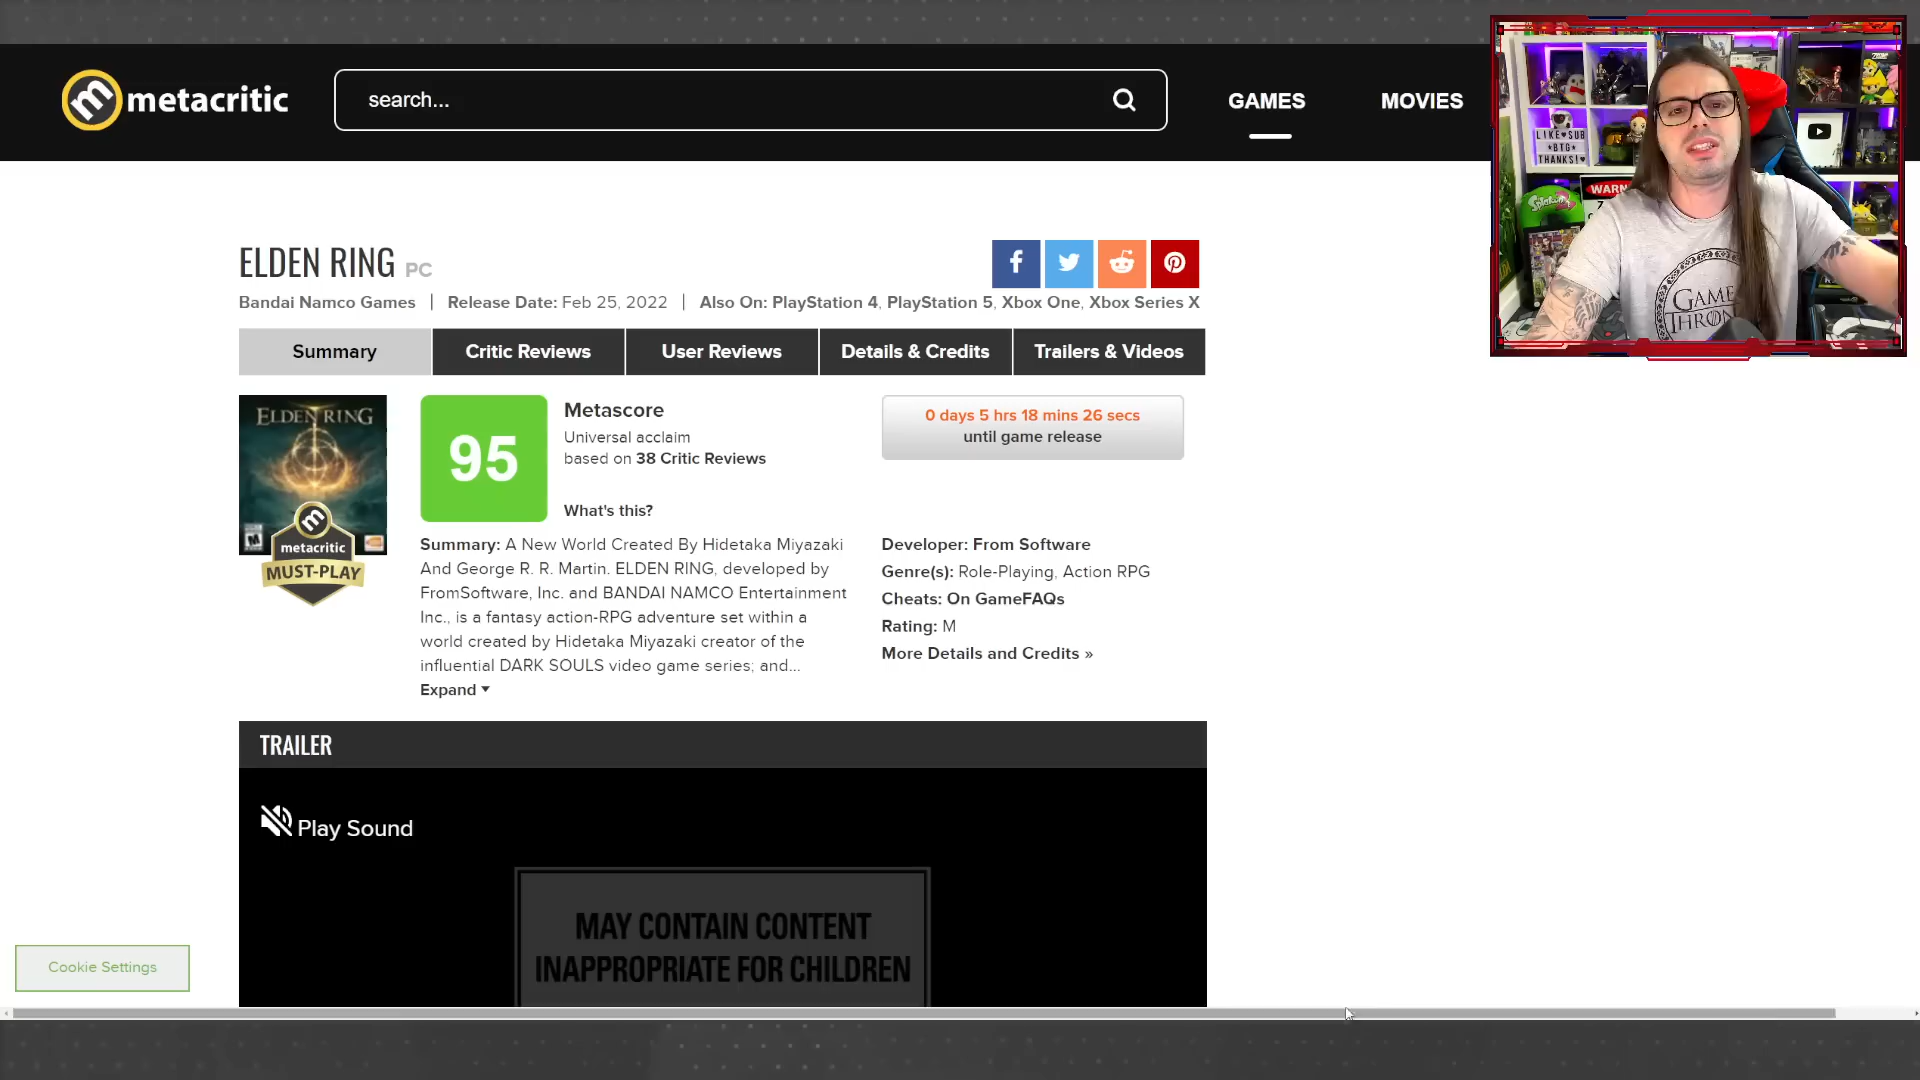 metacritic
search...
GAMES
MOVIES
LIKE♥SUB
*BTG*
THANKS!♥
WARN
Splatoon
GAME
THRON
ELDEN RING PC
Bandai Namco Games | Release Date: Feb 25, 2022 | Also On: PlayStation 4, PlayStation 5, Xbox One, Xbox Series X
Summary
Critic Reviews
User Reviews
Details & Credits
Trailers & Videos
ELDEN RING
M
metacritic
MUST-PLAY
95
Metascore
Universal acclaim
based on 38 Critic Reviews
What's this?
0 days 5 hrs 18 mins 26 secs
until game release
Summary: A New World Created By Hidetaka Miyazaki
And George R. R. Martin. ELDEN RING, developed by
FromSoftware, Inc. and BANDAI NAMCO Entertainment
Inc., is a fantasy action-RPG adventure set within a
world created by Hidetaka Miyazaki creator of the
influential DARK SOULS video game series; and...
Expand
Developer: From Software
Genre(s): Role-Playing, Action RPG
Cheats: On GameFAQs
Rating: M
More Details and Credits »
TRAILER
Play Sound
MAY CONTAIN CONTENT
INAPPROPRIATE FOR CHILDREN
Cookie Settings